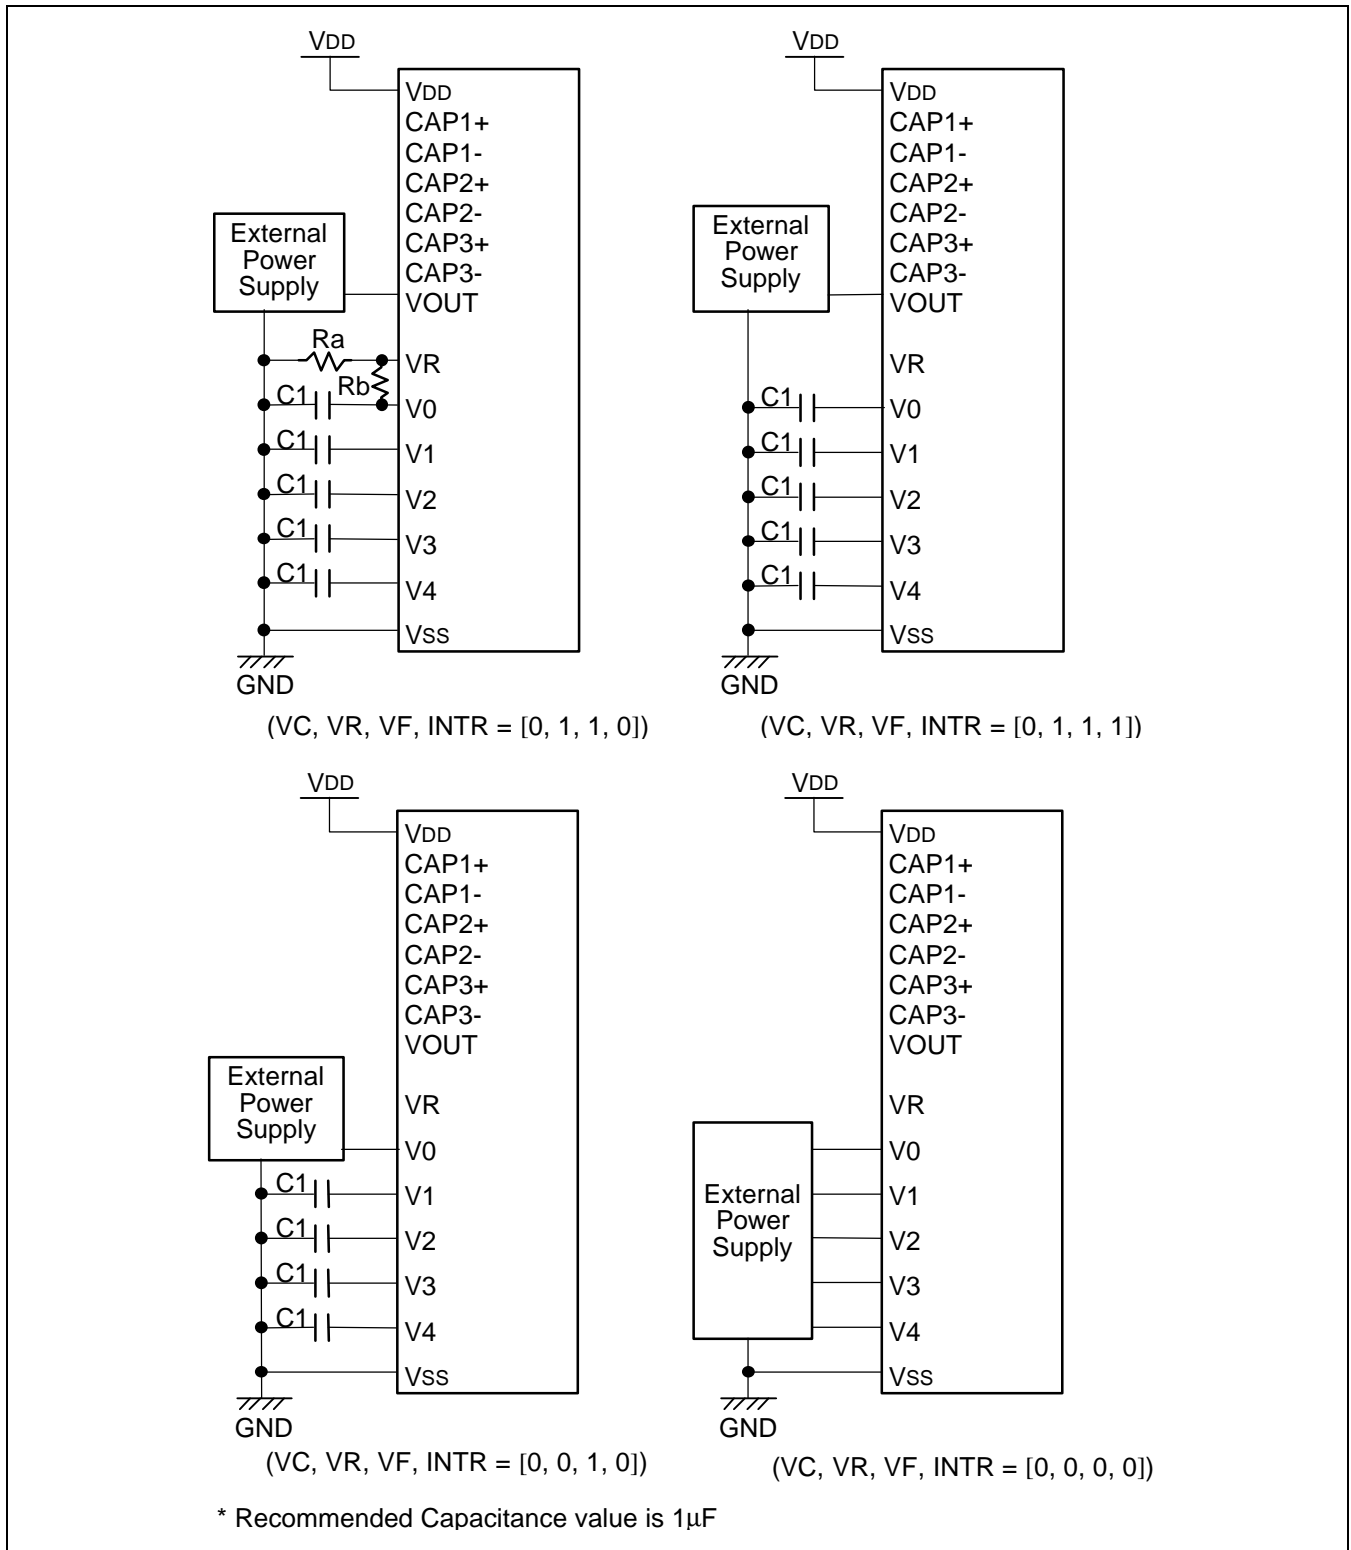 VDD
VDD
CAP1+
CAP1-
CAP2+
CAP2-
CAP3+
CAP3-
VOUT
VR
V0
V1
V2
V3
V4
VSS
External
Power
Supply
Ra
Rb
C1
C1
C1
C1
C1
GND
(VC, VR, VF, INTR = [0, 1, 1, 0])
VDD
VDD
CAP1+
CAP1-
CAP2+
CAP2-
CAP3+
CAP3-
VOUT
VR
V0
V1
V2
V3
V4
VSS
External
Power
Supply
C1
C1
C1
C1
C1
GND
(VC, VR, VF, INTR = [0, 1, 1, 1])
VDD
VDD
CAP1+
CAP1-
CAP2+
CAP2-
CAP3+
CAP3-
VOUT
VR
V0
V1
V2
V3
V4
VSS
External
Power
Supply
C1
C1
C1
C1
GND
(VC, VR, VF, INTR = [0, 0, 1, 0])
VDD
VDD
CAP1+
CAP1-
CAP2+
CAP2-
CAP3+
CAP3-
VOUT
VR
V0
V1
V2
V3
V4
VSS
External
Power
Supply
GND
(VC, VR, VF, INTR = [0, 0, 0, 0])
* Recommended Capacitance value is 1µF